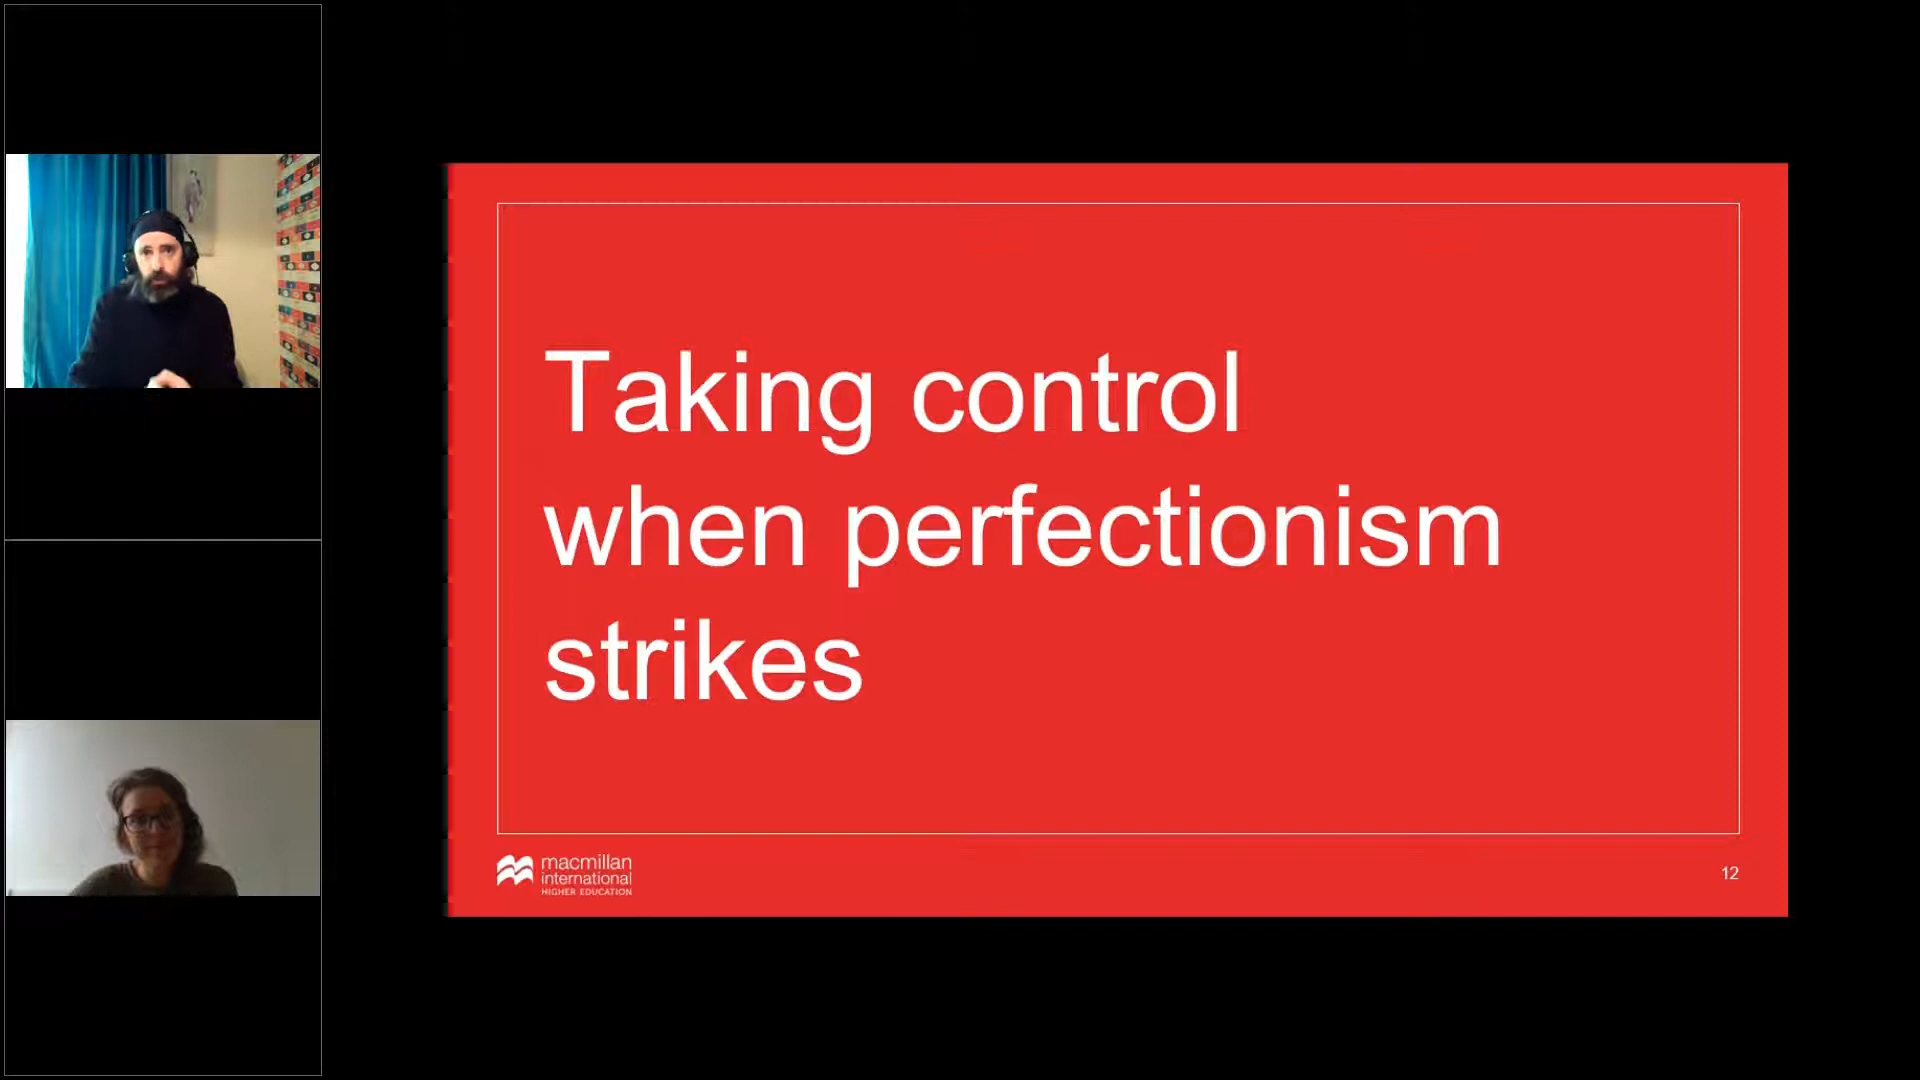 Taking control
when perfectionism
strikes
macmillan
international
HIGHER EDUCATION
12